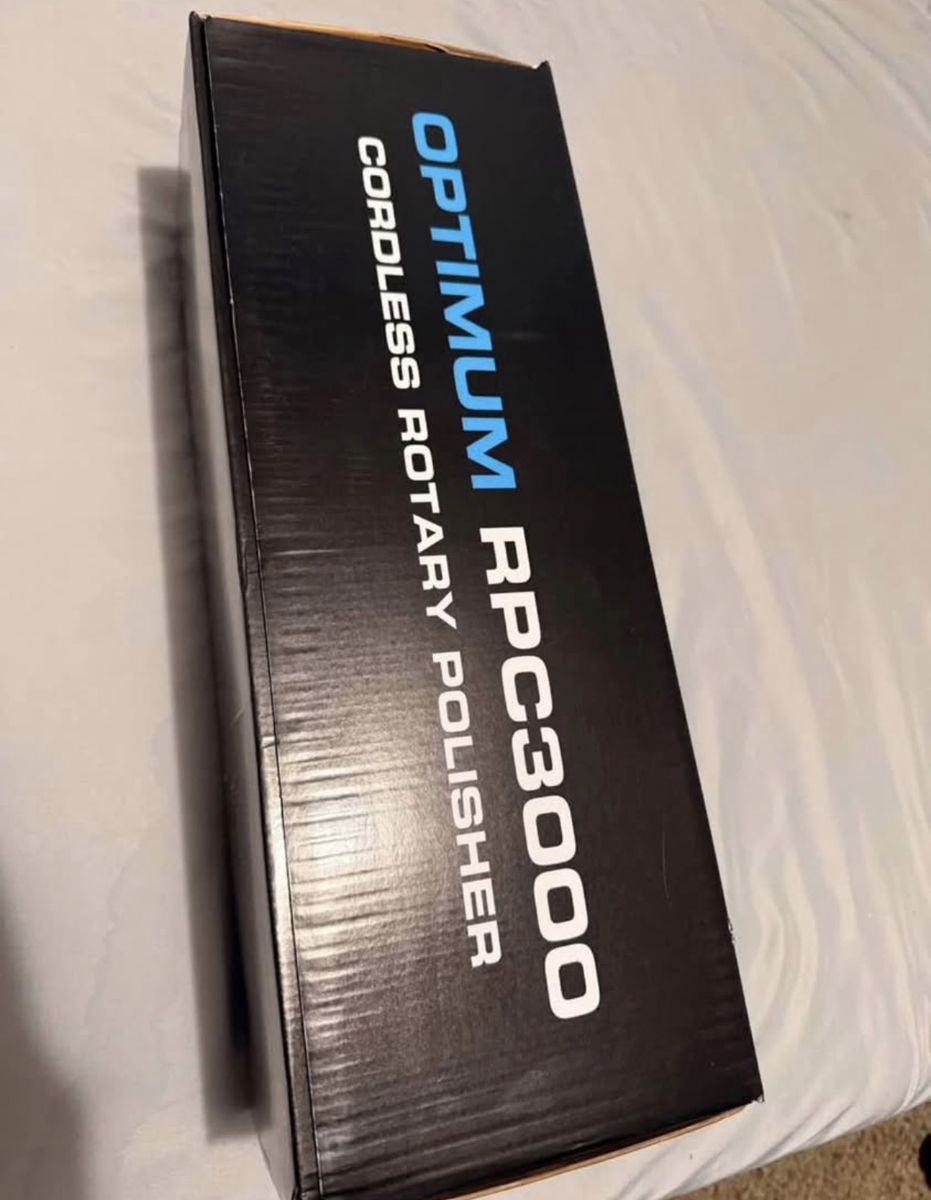 OPTIMUM RPC3000
CORDLESS ROTARY POLISHER